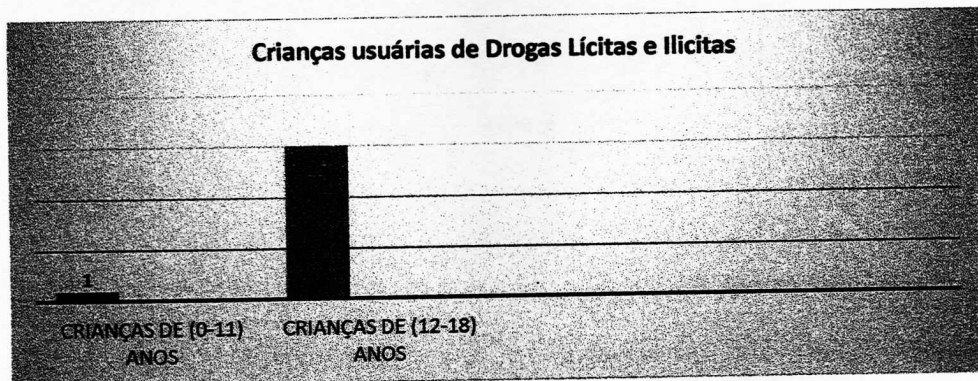 Crianças usuárias de Drogas Lícitas e Ilicitas
1
CRIANÇAS DE (0-11)
ANOS
CRIANÇAS DE (12-18)
ANOS